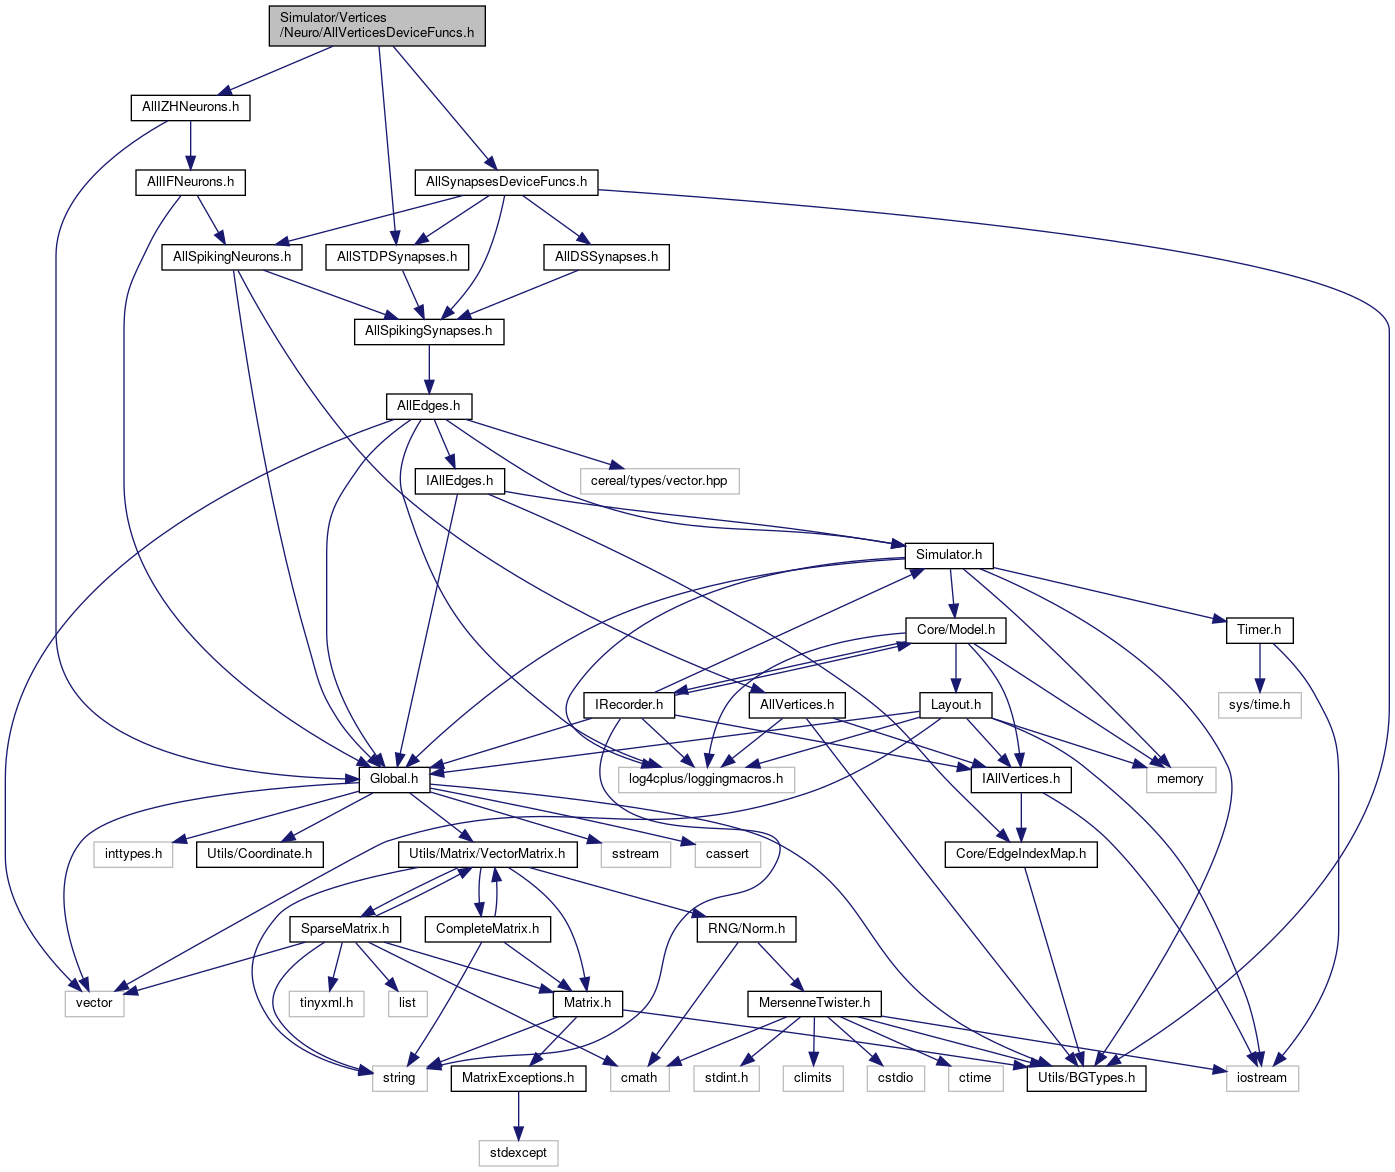 Simulator/Vertices
/Neuro/AllVerticesDeviceFuncs.h
AllIZHNeurons.h
AllIFNeurons.h
AllSynapsesDeviceFuncs.h
AllSpikingNeurons.h
AllSTDPSynapses.h
AllDSSynapses.h
AllSpikingSynapses.h
AllEdges.h
IAllEdges.h
cereal/types/vector.hpp
Simulator.h
Core/Model.h
Timer.h
IRecorder.h
AllVertices.h
Layout.h
sys/time.h
Global.h
log4cplus/loggingmacros.h
IAllVertices.h
memory
inttypes.h
Utils/Coordinate.h
Utils/Matrix/VectorMatrix.h
sstream
cassert
Core/EdgeIndexMap.h
SparseMatrix.h
CompleteMatrix.h
RNG/Norm.h
vector
tinyxml.h
list
Matrix.h
MersenneTwister.h
string
MatrixExceptions.h
cmath
stdint.h
climits
cstdio
ctime
Utils/BGTypes.h
iostream
stdexcept